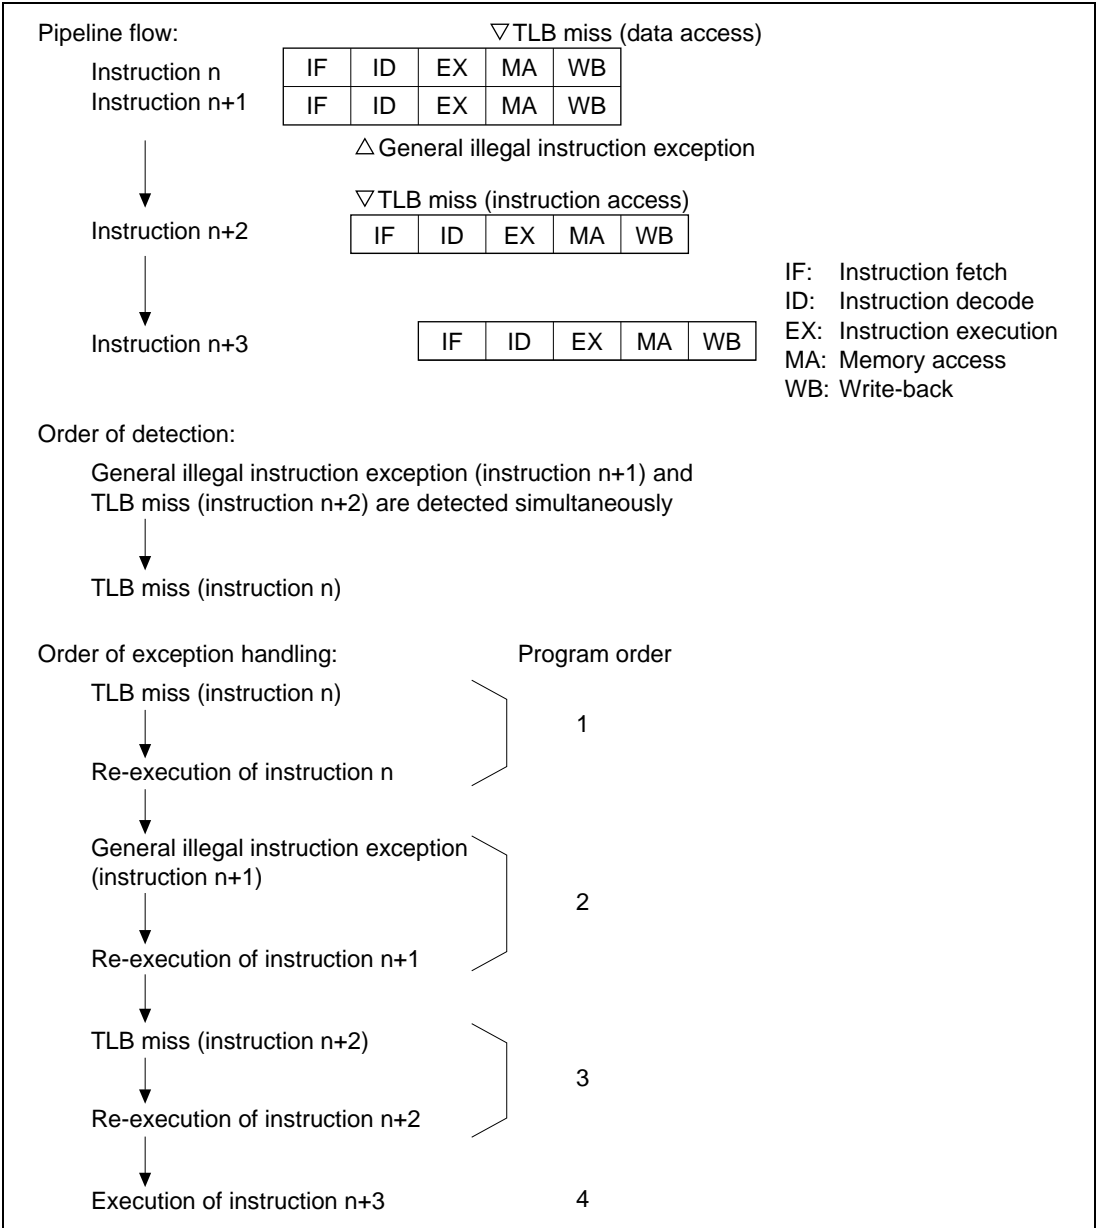 Pipeline flow:
▽TLB miss (data access)
Instruction n IF ID EX MA WB
Instruction n+1 IF ID EX MA WB
△General illegal instruction exception
▽TLB miss (instruction access)
Instruction n+2 IF ID EX MA WB
IF: Instruction fetch
ID: Instruction decode
EX: Instruction execution
MA: Memory access
WB: Write-back
Instruction n+3 IF ID EX MA WB
Order of detection:
General illegal instruction exception (instruction n+1) and
TLB miss (instruction n+2) are detected simultaneously
TLB miss (instruction n)
Order of exception handling: Program order
TLB miss (instruction n)
1
Re-execution of instruction n
General illegal instruction exception
(instruction n+1)
2
Re-execution of instruction n+1
TLB miss (instruction n+2)
3
Re-execution of instruction n+2
Execution of instruction n+3 4